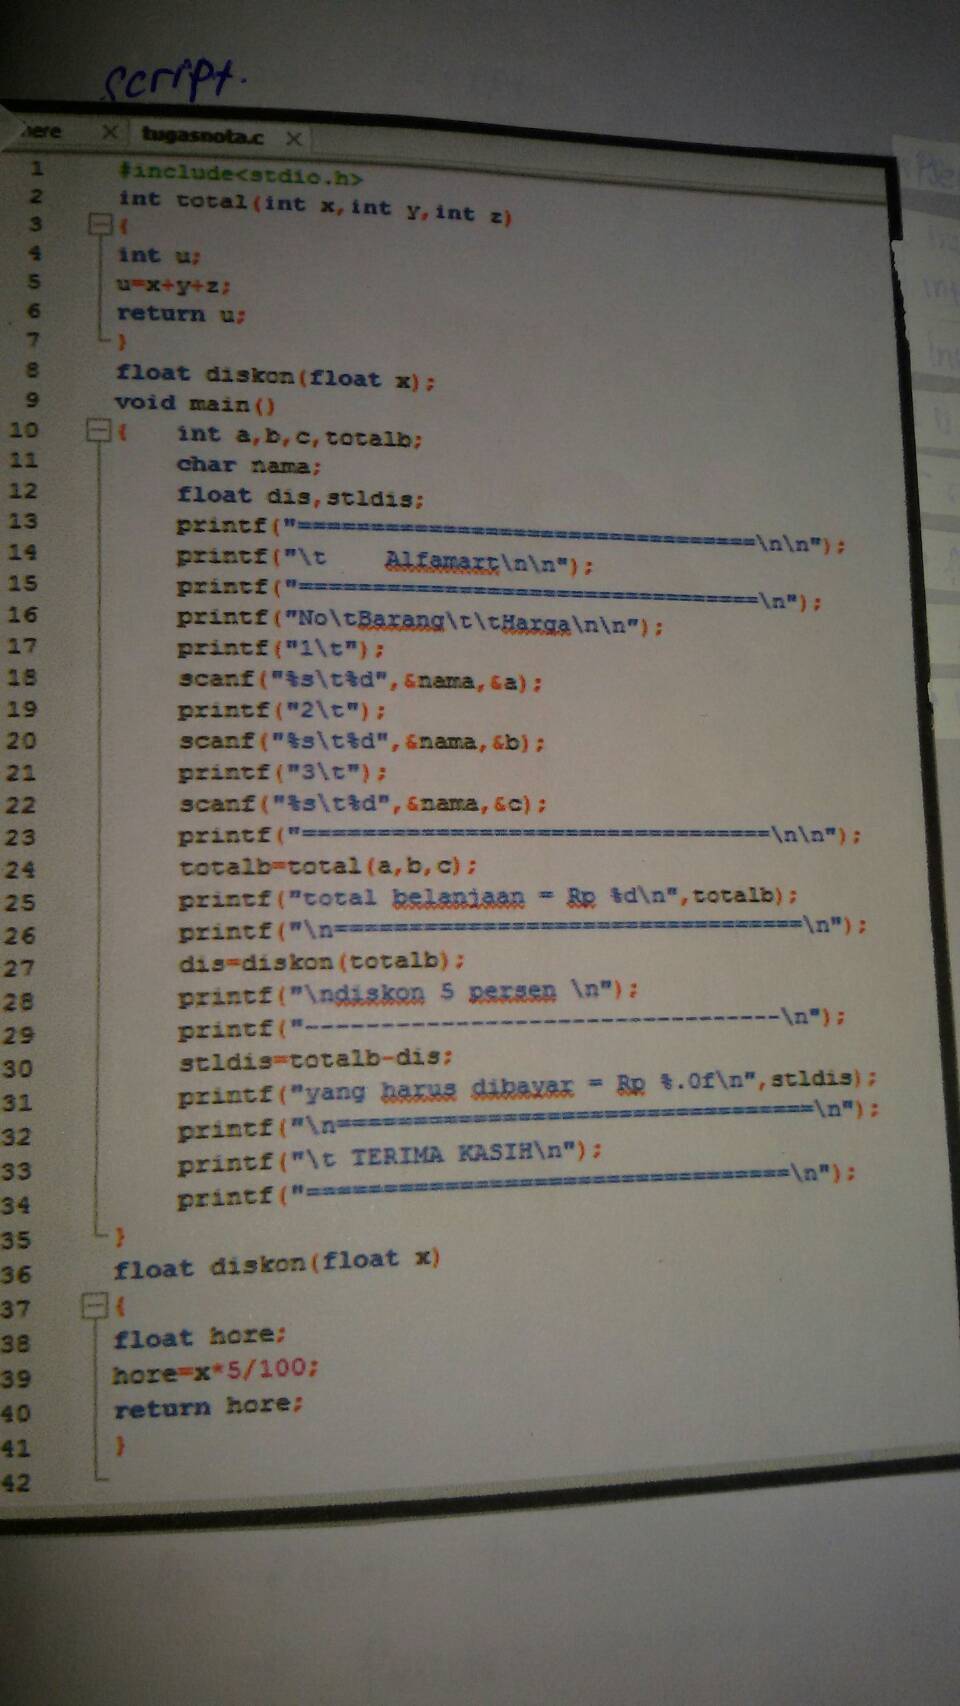 script.
here × tugasnota.c ×
1 #include<stdio.h>
2 int total(int x,int y,int z)
3 {
4 int u;
5 u=x+y+z;
6 return u;
7 }
8 float diskon(float x);
9 void main()
10 { int a,b,c,totalb;
11 char nama;
12 float dis,stldis;
13 printf("==================================\n\n");
14 printf("\t Alfamart\n\n");
15 printf("==================================\n");
16 printf("No\tBarang\t\tHarga\n\n");
17 printf("1\t");
18 scanf("%s\t%d",&nama,&a);
19 printf("2\t");
20 scanf("%s\t%d",&nama,&b);
21 printf("3\t");
22 scanf("%s\t%d",&nama,&c);
23 printf("==================================\n\n");
24 totalb=total(a,b,c);
25 printf("total belanjaan = Rp %d\n",totalb);
26 printf("\n==================================\n");
27 dis=diskon(totalb);
28 printf("\ndiskon 5 persen \n");
29 printf("----------------------------------\n");
30 stldis=totalb-dis;
31 printf("yang harus dibayar = Rp %.0f\n",stldis);
32 printf("\n==================================\n");
33 printf("\t TERIMA KASIH\n");
34 printf("==================================\n");
35 }
36 float diskon(float x)
37 {
38 float hore;
39 hore=x*5/100;
40 return hore;
41 }
42